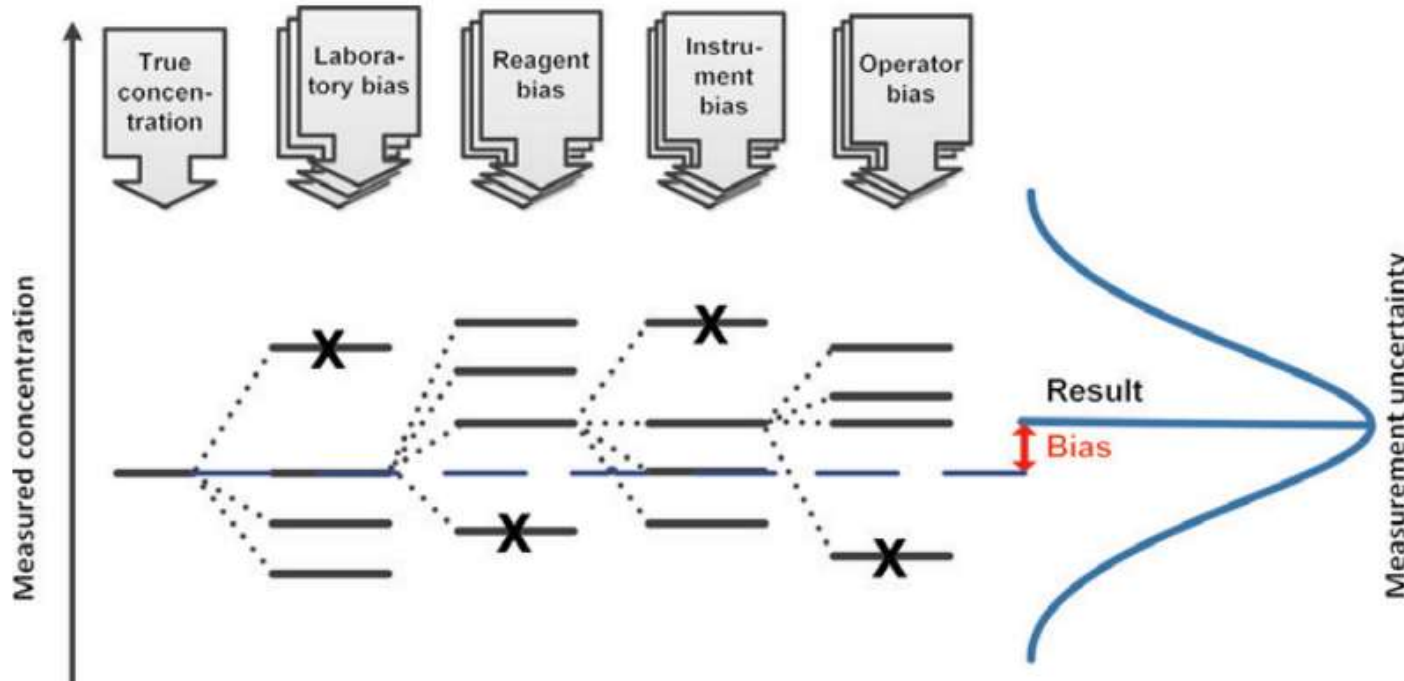 True
concen-
tration
Labora-
tory bias
Reagent
bias
Instru-
ment
bias
Operator
bias
Measured concentration
X
X
X
X
Result
Bias
Measurement uncertainty